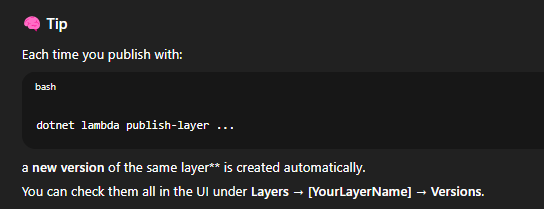 🧠 Tip
Each time you publish with:
bash
dotnet lambda publish-layer ...
a new version of the same layer** is created automatically.
You can check them all in the UI under Layers → [YourLayerName] → Versions.